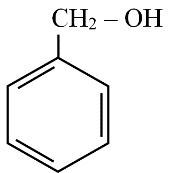 CH₂ – OH